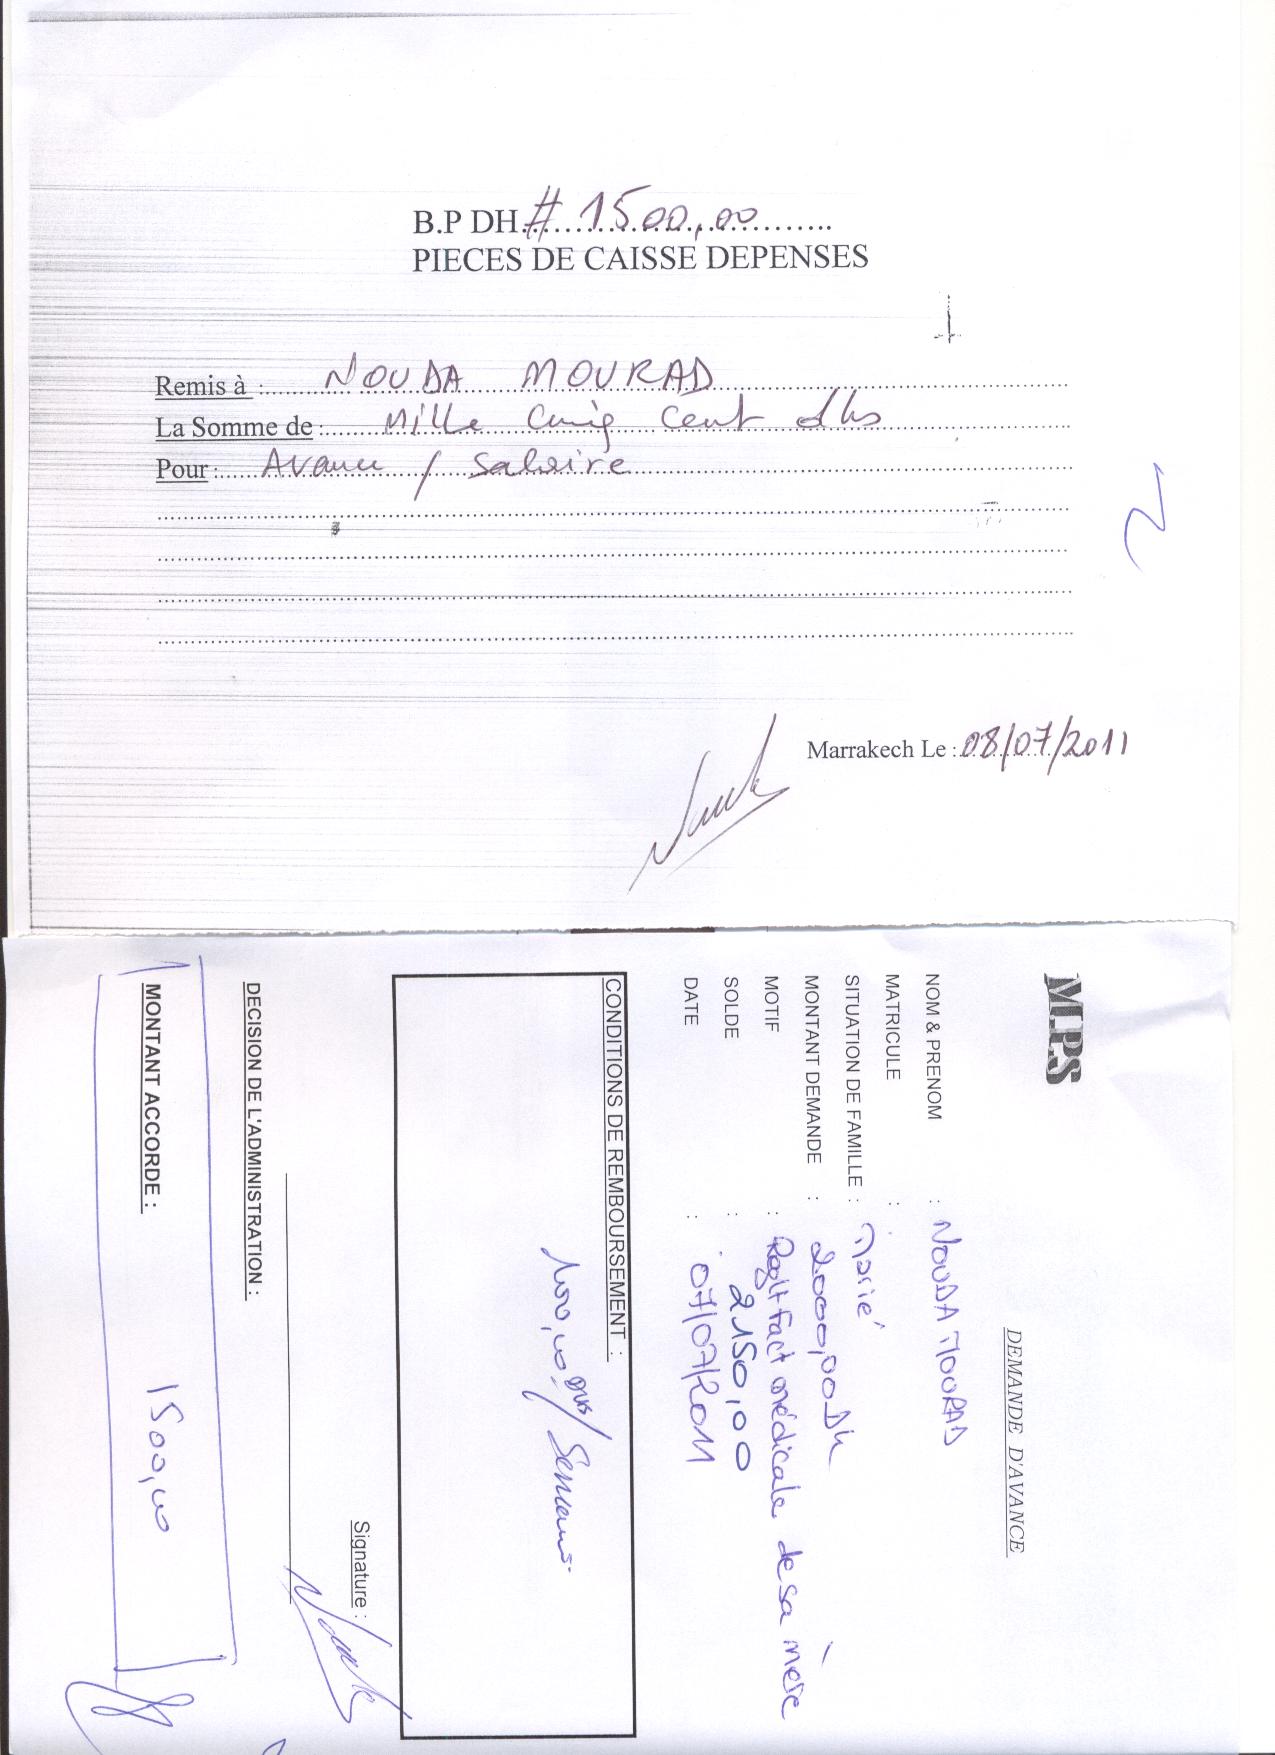 B.P DH # 1500,00
PIECES DE CAISSE DEPENSES
Remis à : NOUDA MOURAD
La Somme de : Mille Cinq Cent dhs
Pour : Avance / Salaire
Marrakech Le : 08/07/2011
M.P.S
DEMANDE D'AVANCE
NOM & PRENOM : NOUDA MOURAD
MATRICULE :
SITUATION DE FAMILLE : Marié
MONTANT DEMANDE : 2000,00 Dh
MOTIF : Reglt fact médicale de sa mère
SOLDE : 2150,00
DATE : 07/07/2011
CONDITIONS DE REMBOURSEMENT :
100,00 DHS / Semaine
Signature :
DECISION DE L'ADMINISTRATION :
MONTANT ACCORDE : 1500,00